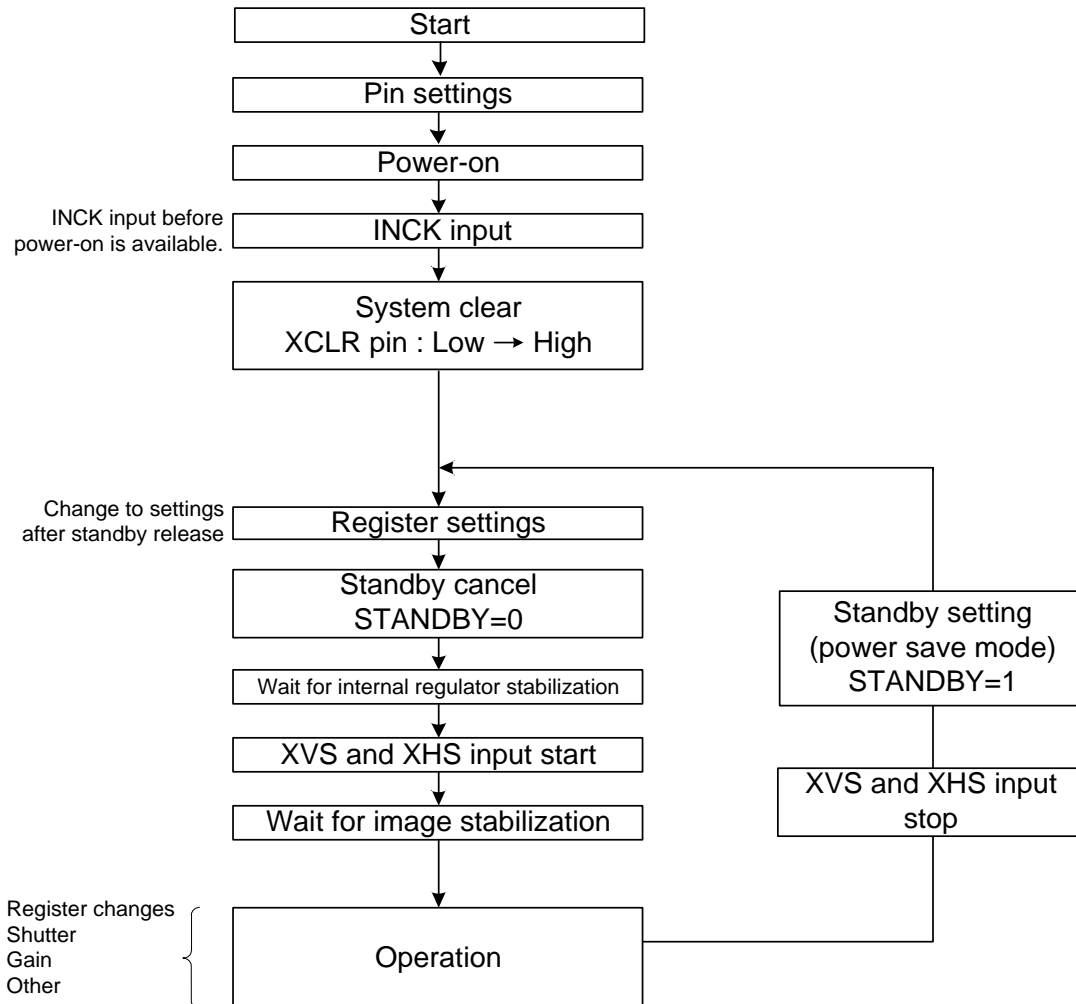 Start
Pin settings
Power-on
INCK input before
power-on is available.
INCK input
System clear
XCLR pin : Low → High
Change to settings
after standby release
Register settings
Standby cancel
STANDBY=0
Wait for internal regulator stabilization
XVS and XHS input start
Wait for image stabilization
Standby setting
(power save mode)
STANDBY=1
XVS and XHS input
stop
Register changes
Shutter
Gain
Other
Operation